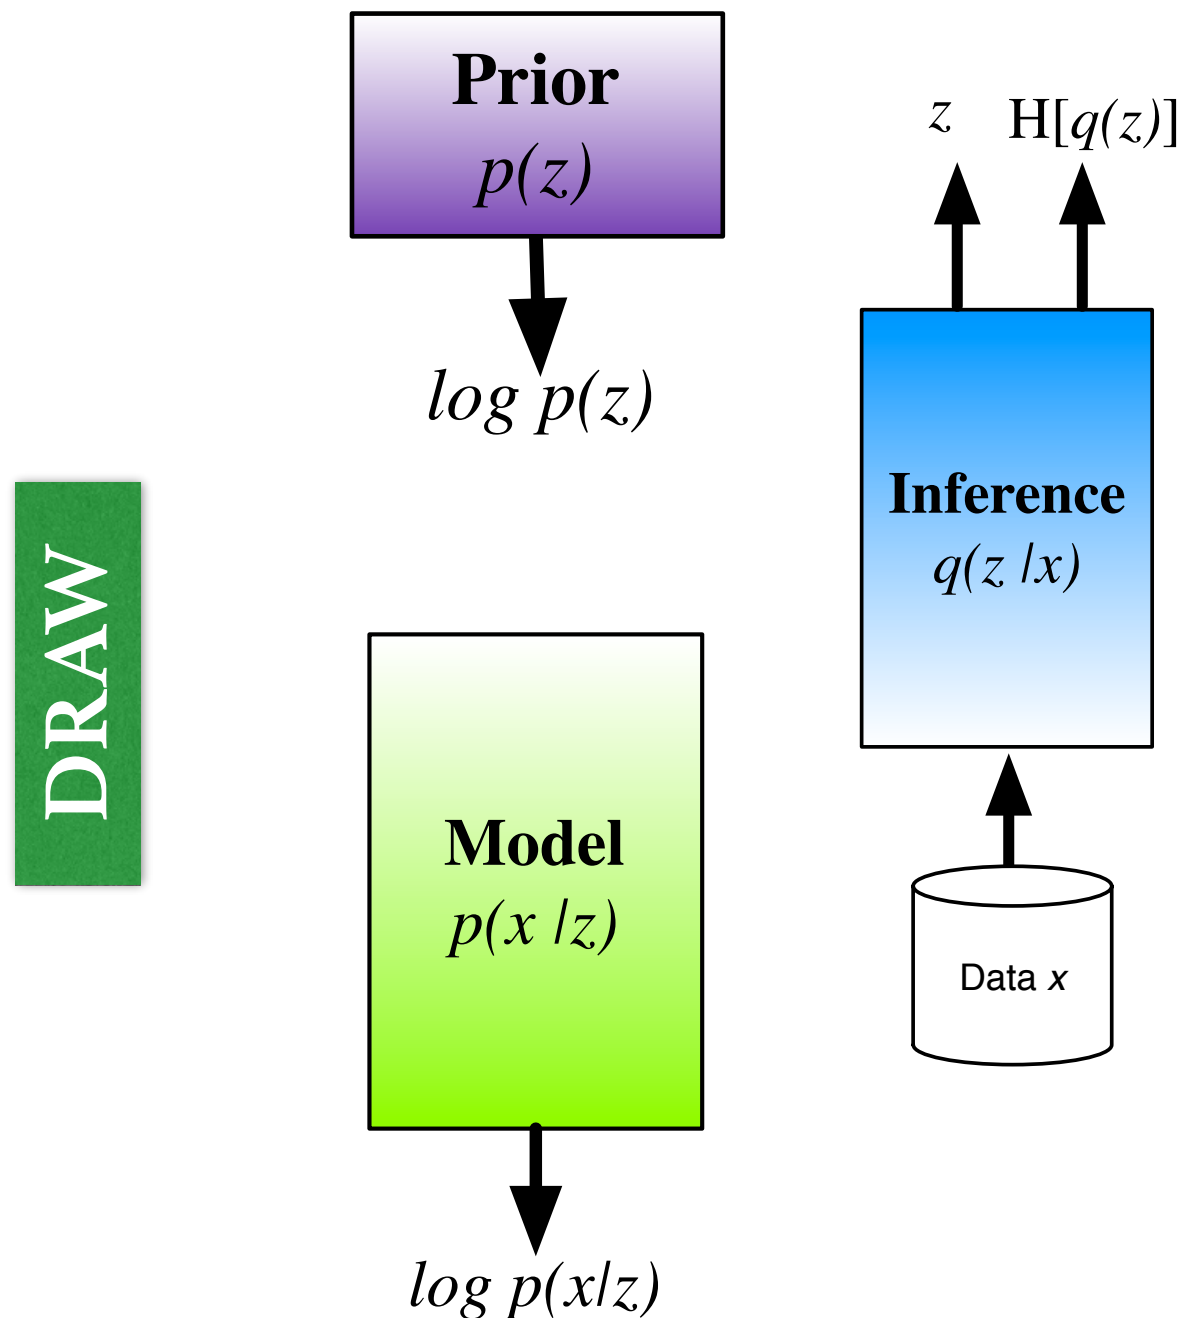 Prior
p(z)
log p(z)
z
H[q(z)]
Inference
q(z |x)
DRAW
Model
p(x |z)
log p(x|z)
Data x